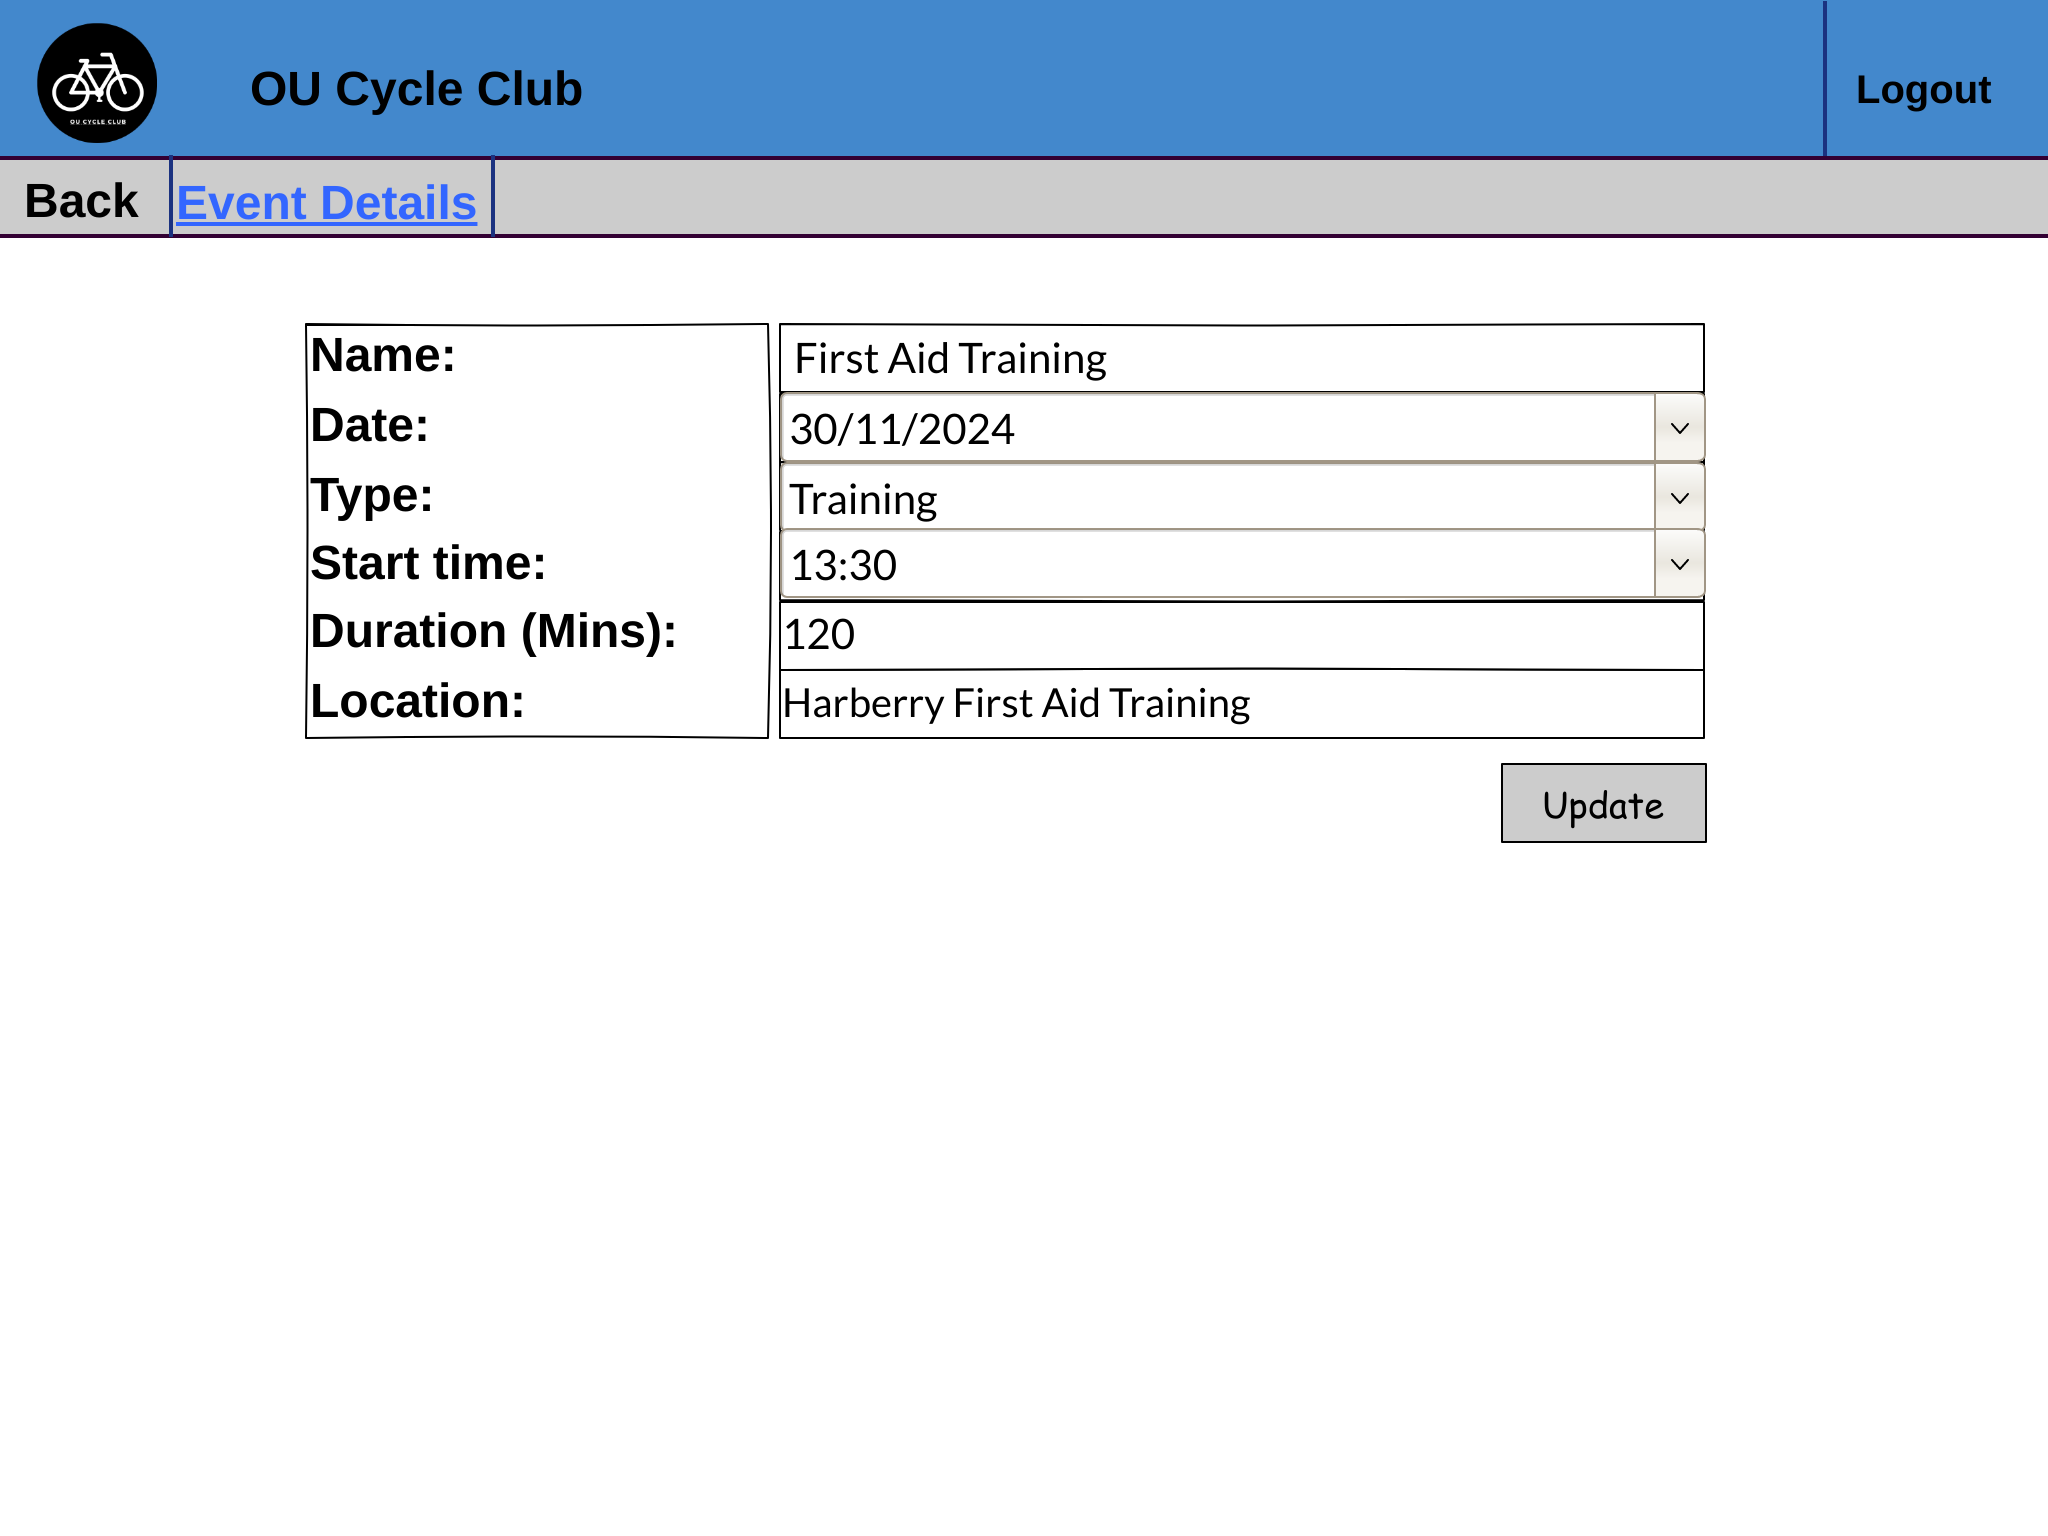 OU CYCLE CLUB
OU Cycle Club
Logout
Back
Event Details
Name: First Aid Training
Date: 30/11/2024
Type: Training
Start time: 13:30
Duration (Mins): 120
Location: Harberry First Aid Training
Update